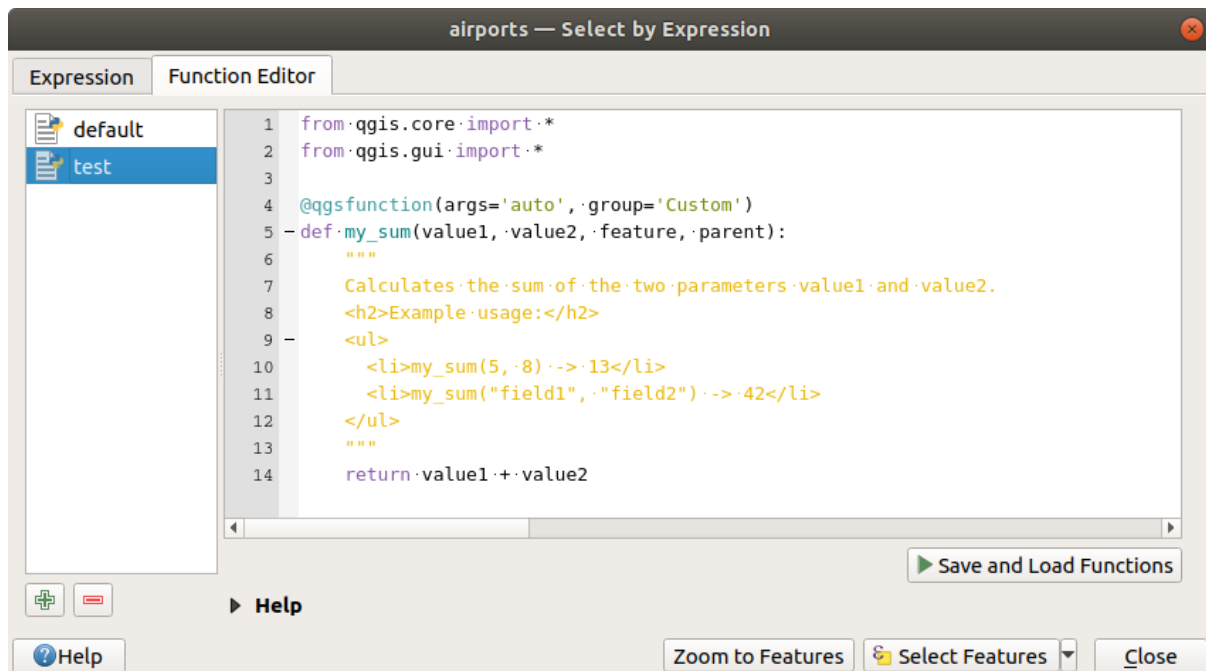 airports — Select by Expression
Expression
Function Editor
default
test
1 from qgis.core import *
2 from qgis.gui import *
3
4 @qgsfunction(args='auto', group='Custom')
5 def my_sum(value1, value2, feature, parent):
6 """
7 Calculates the sum of the two parameters value1 and value2.
8 <h2>Example usage:</h2>
9 <ul>
10 <li>my_sum(5, 8) -> 13</li>
11 <li>my_sum("field1", "field2") -> 42</li>
12 </ul>
13 """
14 return value1 + value2
Save and Load Functions
Help
Help
Zoom to Features
Select Features
Close